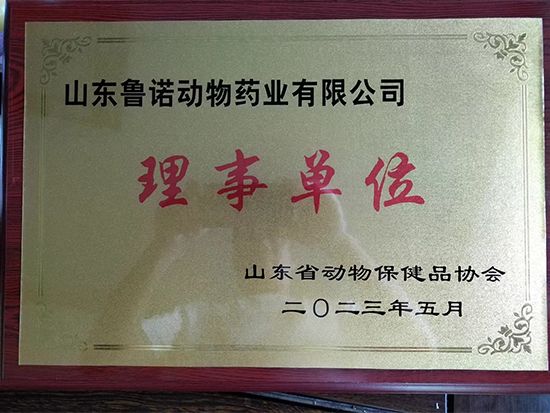 山东鲁诺动物药业有限公司
理事单位
山东省动物保健品协会
二〇二三年五月